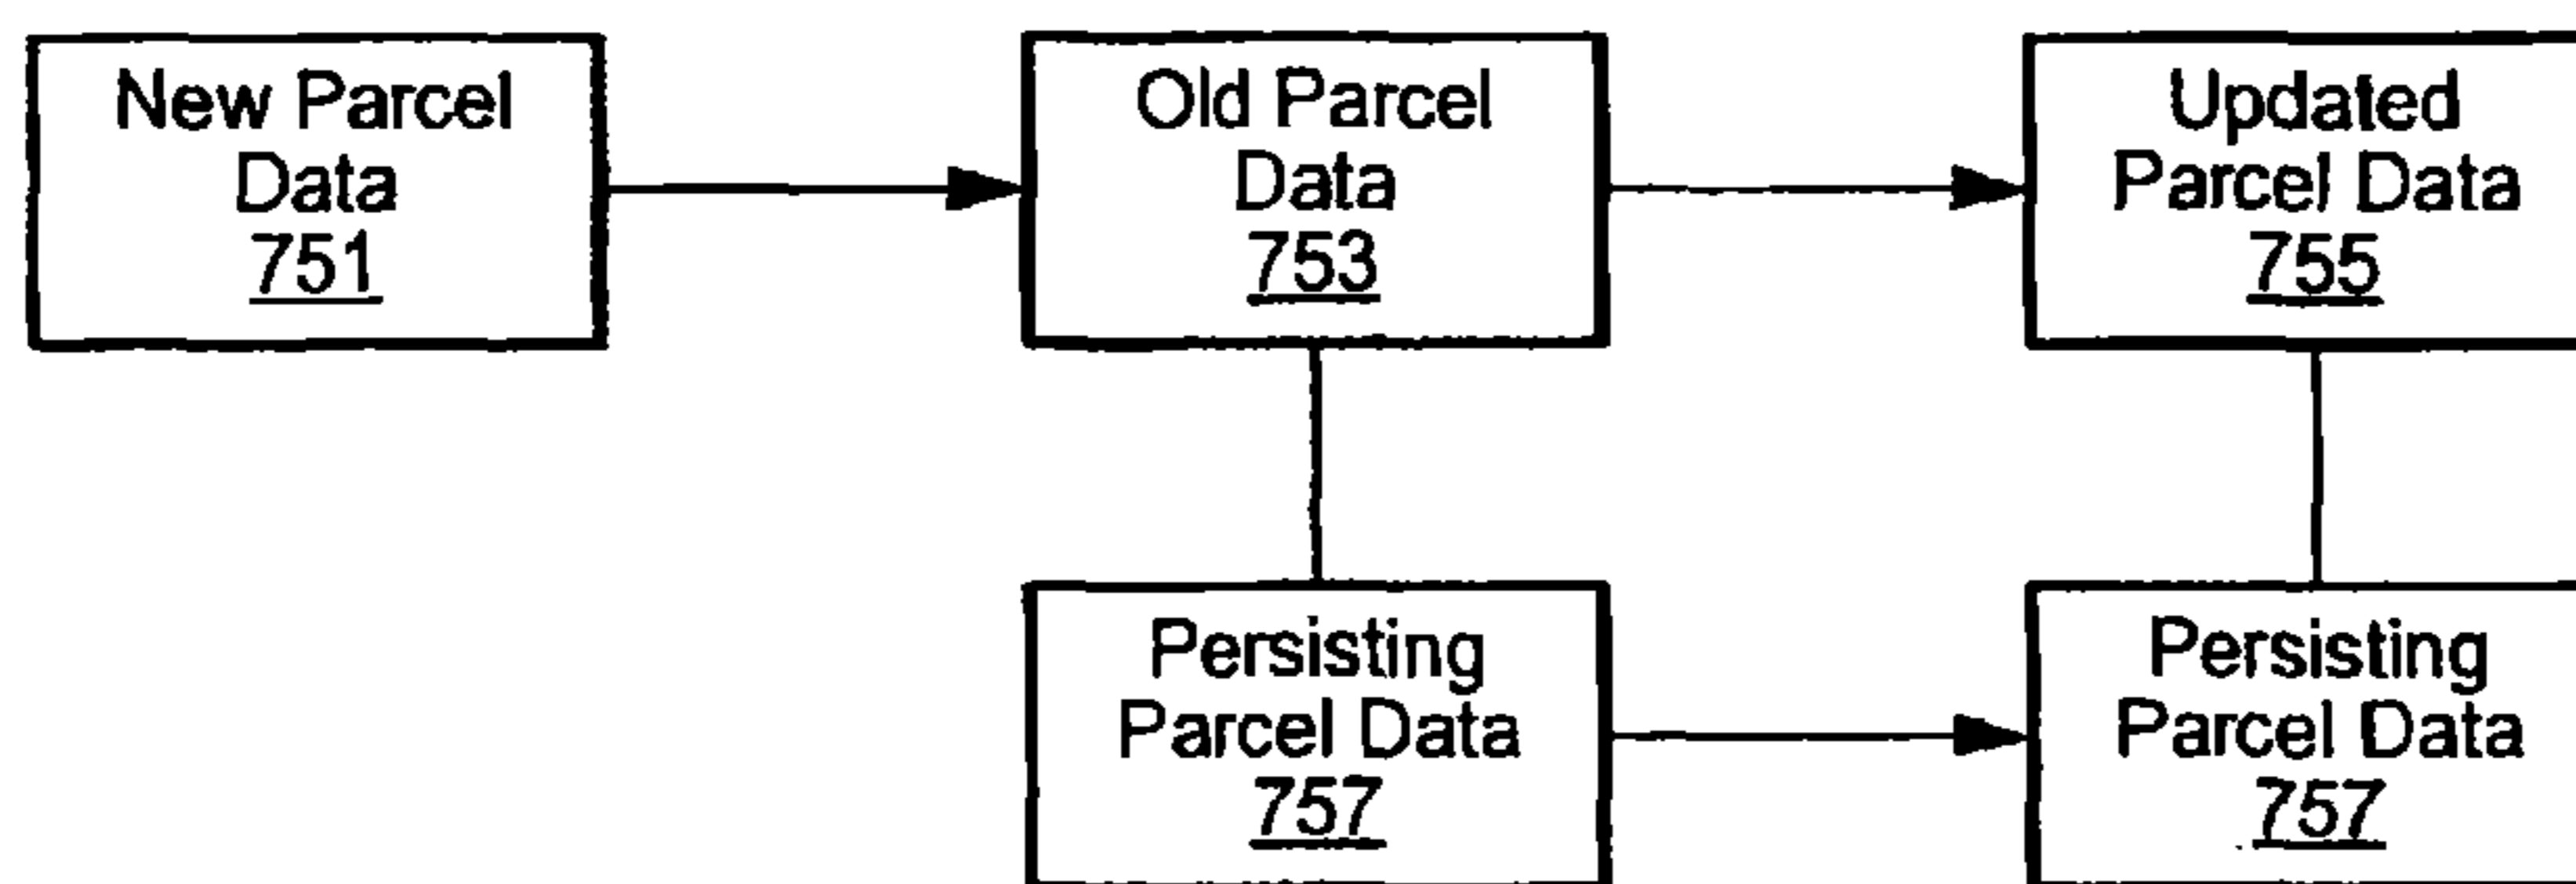 New Parcel
Data
751
Old Parcel
Data
753
Updated
Parcel Data
755
Persisting
Parcel Data
757
Persisting
Parcel Data
757